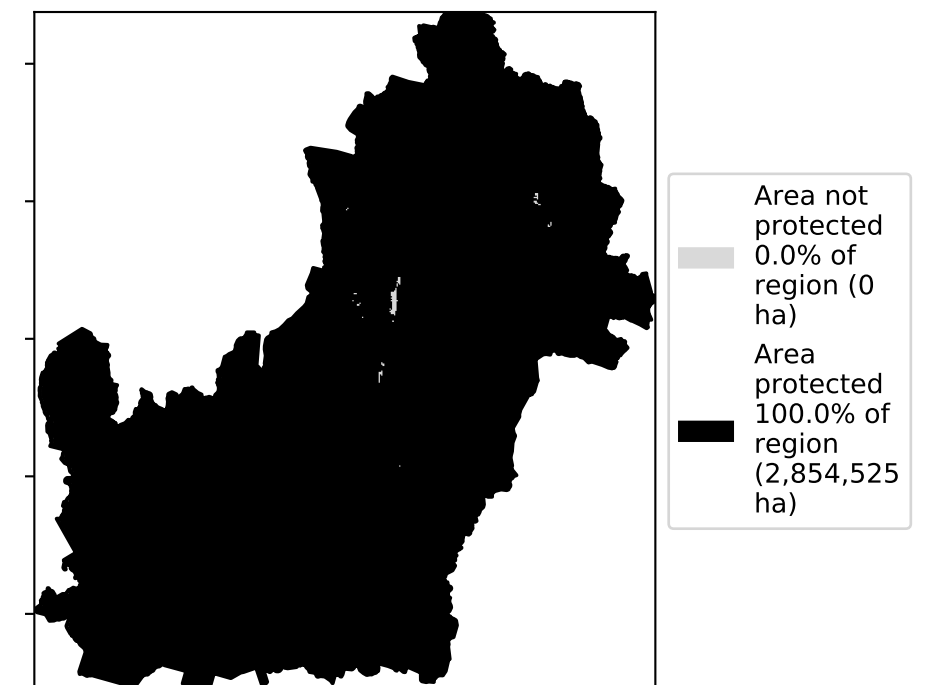 Area not
protected
0.0% of
region (0
ha)
Area
protected
100.0% of
region
(2,854,525
ha)